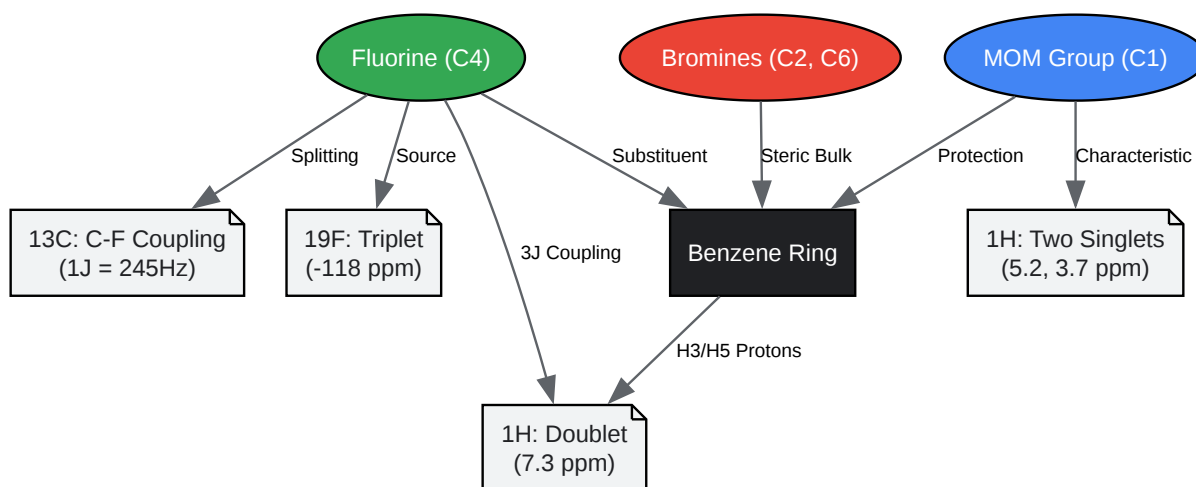 Fluorine (C4)
Bromines (C2, C6)
MOM Group (C1)
Splitting
Source
Substituent
Steric Bulk
Protection
Characteristic
13C: C-F Coupling
(1J = 245Hz)
19F: Triplet
(-118 ppm)
3J Coupling
Benzene Ring
1H: Two Singlets
(5.2, 3.7 ppm)
H3/H5 Protons
1H: Doublet
(7.3 ppm)